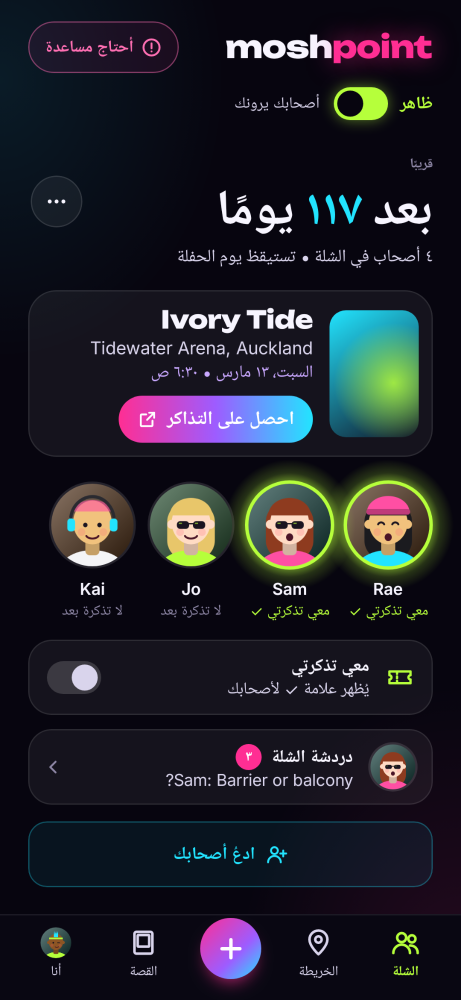 moshpoint
أحتاج مساعدة
ظاهر
أصحابك يرونك
قريبًا
بعد ١١٧ يومًا
٤ أصحاب في الشلة • تستيقظ يوم الحفلة
Ivory Tide
Tidewater Arena, Auckland
السبت، ١٣ مارس • ٦:٣٠ ص
احصل على التذاكر
Rae
معي تذكرتي ✓
Sam
معي تذكرتي ✓
Jo
لا تذكرة بعد
Kai
لا تذكرة بعد
معي تذكرتي
يُظهر علامة ✓ لأصحابك
دردشة الشلة ٣
?Sam: Barrier or balcony
ادعُ أصحابك
الشلة
الخريطة
القصة
أنا